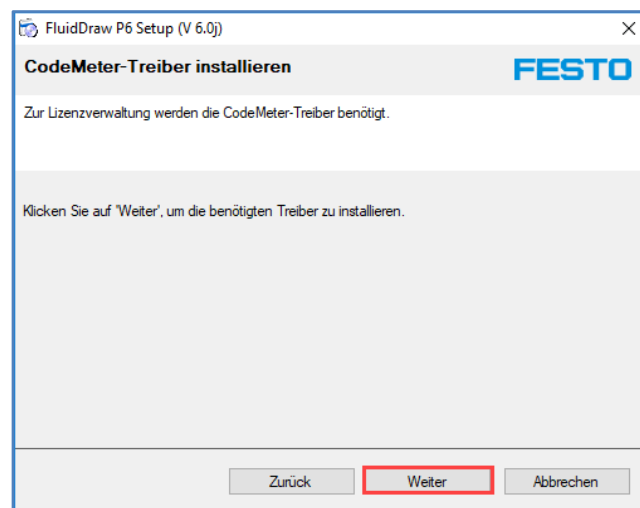 FluidDraw P6 Setup (V 6.0j)
CodeMeter-Treiber installieren
FESTO
Zur Lizenzverwaltung werden die CodeMeter-Treiber benötigt.
Klicken Sie auf 'Weiter', um die benötigten Treiber zu installieren.
Zurück
Weiter
Abbrechen